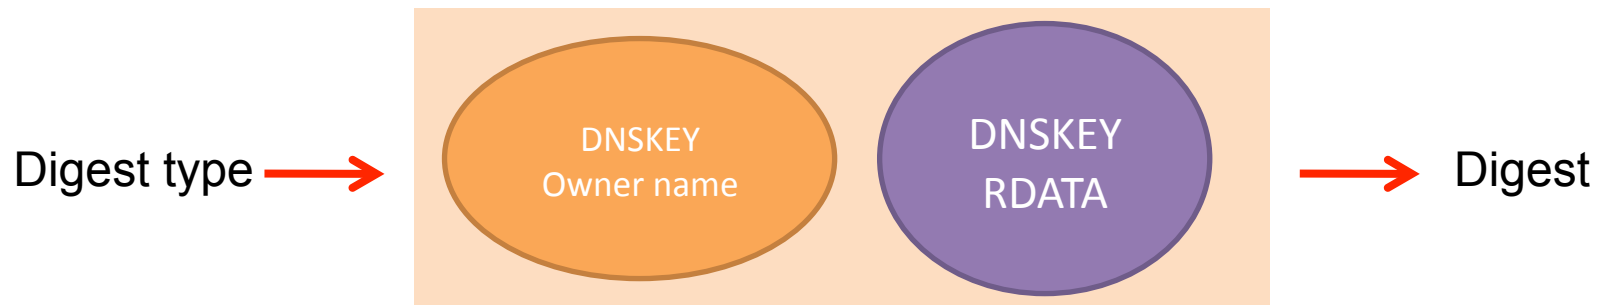 Digest type
DNSKEY
Owner name
DNSKEY
RDATA
Digest